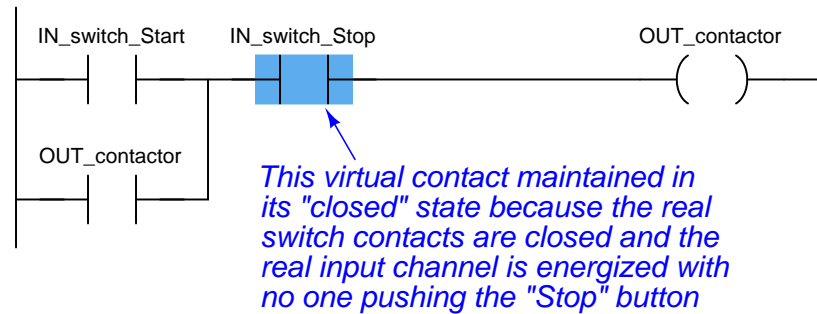 IN_switch_Start IN_switch_Stop OUT_contactor
OUT_contactor
This virtual contact maintained in
its "closed" state because the real
switch contacts are closed and the
real input channel is energized with
no one pushing the "Stop" button